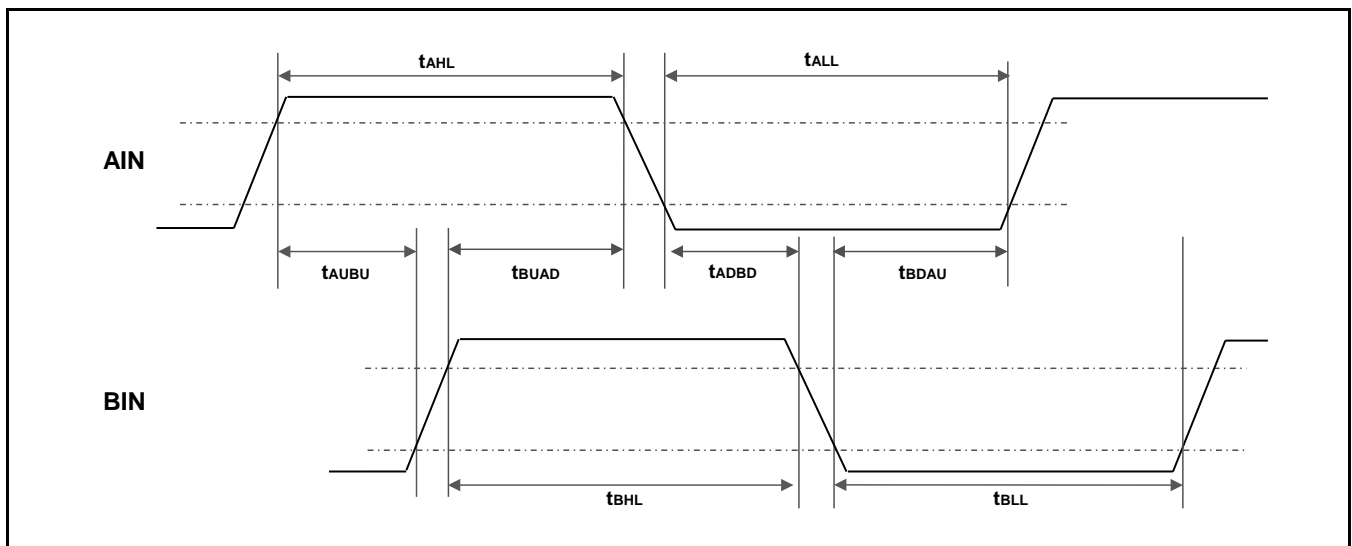 tAHL
tALL
AIN
tAUBU
tBUAD
tADBD
tBDAU
BIN
tBHL
tBLL